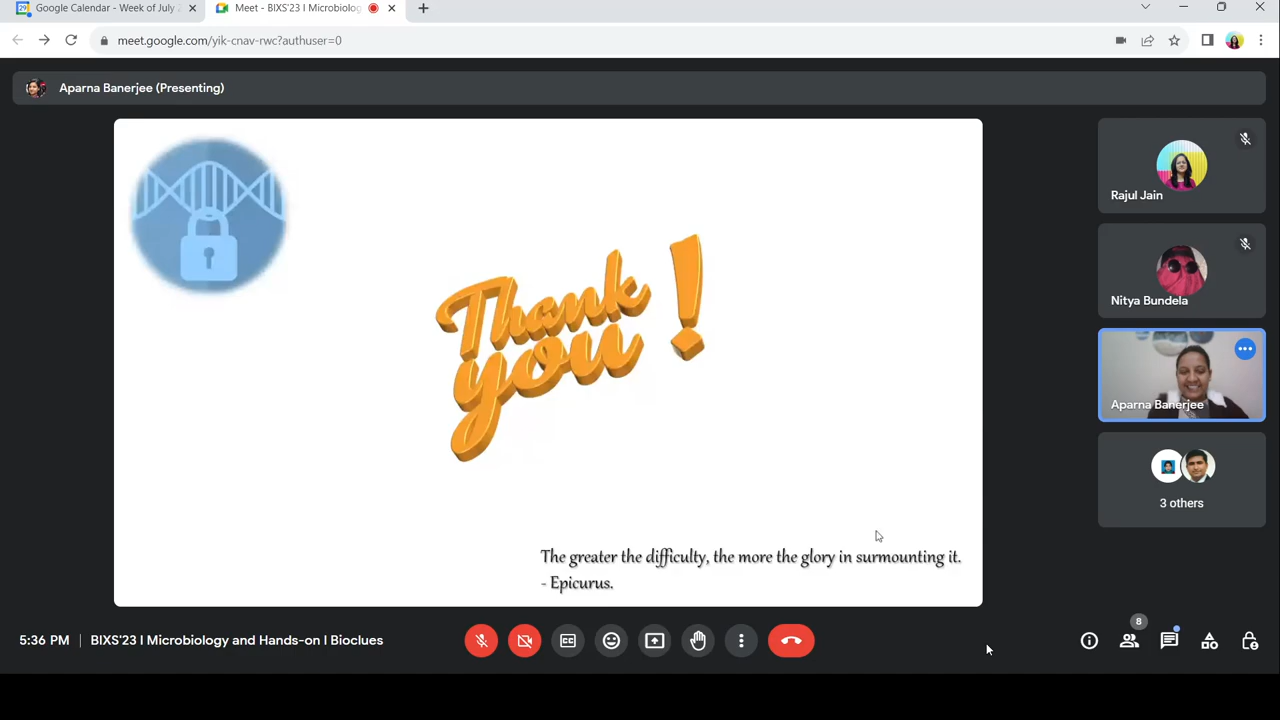 Google Calendar - Week of July
Meet - BIXS'23 I Microbiolog
meet.google.com/yik-cnav-rwc?authuser=0
Aparna Banerjee (Presenting)
Thank
you !
The greater the difficulty, the more the glory in surmounting it.
- Epicurus.
Rajul Jain
Nitya Bundela
Aparna Banerjee
3 others
5:36 PM | BIXS'23 I Microbiology and Hands-on I Bioclues
CC
8